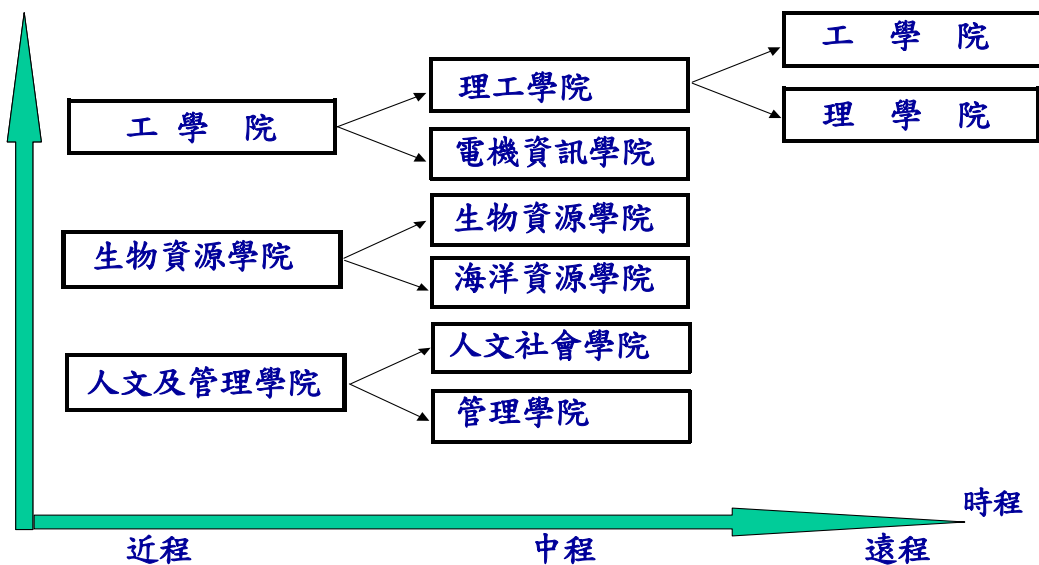 工 學 院
理 學 院
理工學院
電機資訊學院
工 學 院
生物資源學院
海洋資源學院
生物資源學院
人文社會學院
管理學院
人文及管理學院
時程
近程 中程 遠程